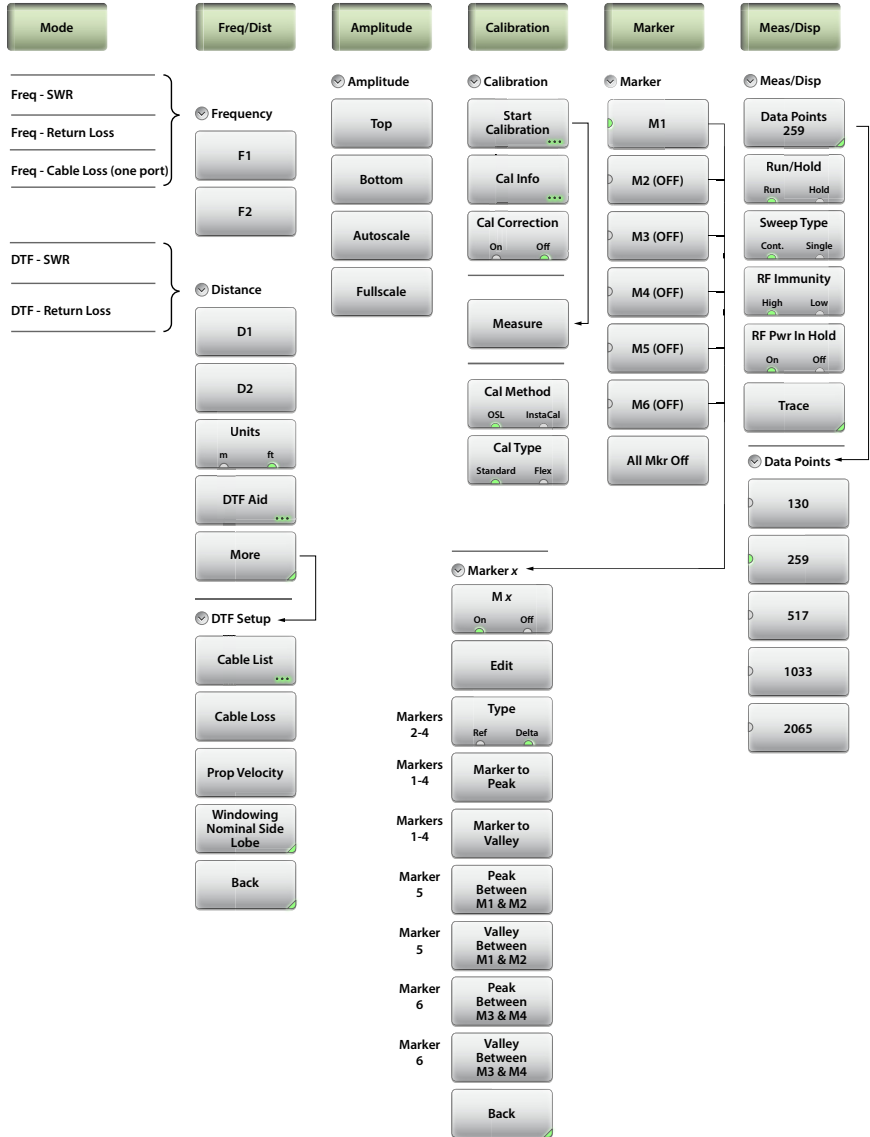 Mode
Freq/Dist
Amplitude
Calibration
Marker
Meas/Disp
Freq - SWR
Freq - Return Loss
Freq - Cable Loss (one port)
DTF - SWR
DTF - Return Loss
Frequency
F1
F2
Distance
D1
D2
Units
m ft
DTF Aid
More
DTF Setup
Cable List
Cable Loss
Prop Velocity
Windowing
Nominal Side
Lobe
Back
Amplitude
Top
Bottom
Autoscale
Fullscale
Calibration
Start
Calibration
Cal Info
Cal Correction
On Off
Measure
Cal Method
OSL InstaCal
Cal Type
Standard Flex
Marker
M1
M2 (OFF)
M3 (OFF)
M4 (OFF)
M5 (OFF)
M6 (OFF)
All Mkr Off
Marker x
M x
On Off
Edit
Markers
2-4
Type
Ref Delta
Markers
1-4
Marker to
Peak
Markers
1-4
Marker to
Valley
Marker
5
Peak
Between
M1 & M2
Marker
5
Valley
Between
M1 & M2
Marker
6
Peak
Between
M3 & M4
Marker
6
Valley
Between
M3 & M4
Back
Meas/Disp
Data Points
259
Run/Hold
Run Hold
Sweep Type
Cont. Single
RF Immunity
High Low
RF Pwr In Hold
On Off
Trace
Data Points
130
259
517
1033
2065